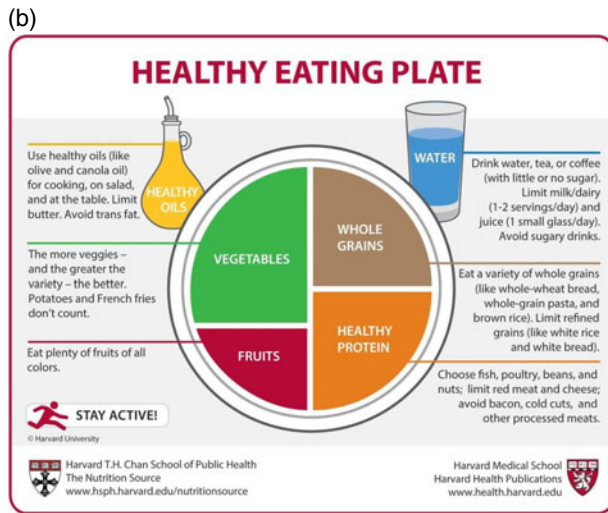 (b)
HEALTHY EATING PLATE
Use healthy oils (like
olive and canola oil)
for cooking, on salad,
and at the table. Limit
butter. Avoid trans fat.
HEALTHY
OILS
The more veggies –
and the greater the
variety – the better.
Potatoes and French fries
don't count.
Eat plenty of fruits of all
colors.
STAY ACTIVE!
© Harvard University
VEGETABLES
FRUITS
WHOLE
GRAINS
HEALTHY
PROTEIN
WATER
Drink water, tea, or coffee
(with little or no sugar).
Limit milk/dairy
(1-2 servings/day) and
juice (1 small glass/day).
Avoid sugary drinks.
Eat a variety of whole grains
(like whole-wheat bread,
whole-grain pasta, and
brown rice). Limit refined
grains (like white rice
and white bread).
Choose fish, poultry, beans, and
nuts; limit red meat and cheese;
avoid bacon, cold cuts, and
other processed meats.
Harvard T.H. Chan School of Public Health
The Nutrition Source
www.hsph.harvard.edu/nutritionsource
Harvard Medical School
Harvard Health Publications
www.health.harvard.edu